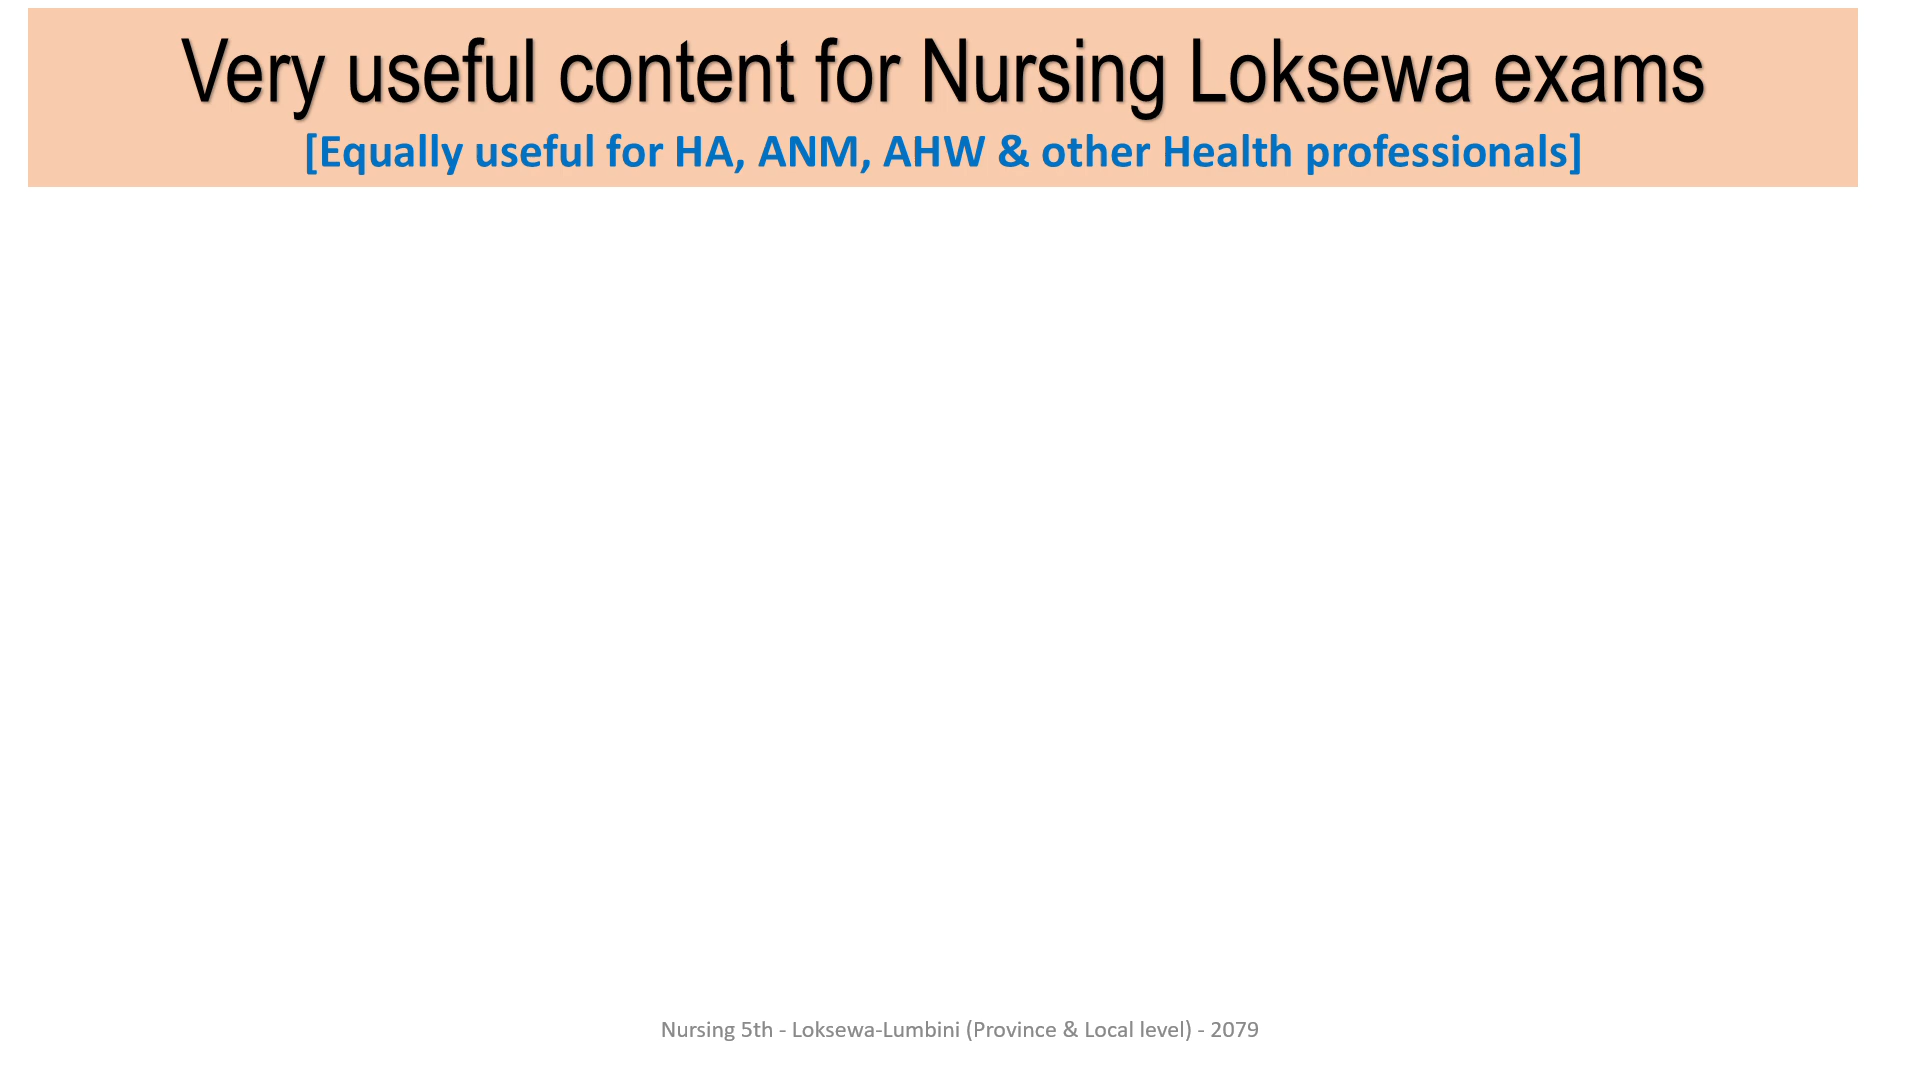 Very useful content for Nursing Loksewa exams
[Equally useful for HA, ANM, AHW & other Health professionals]
Nursing 5th - Loksewa-Lumbini (Province & Local level) - 2079